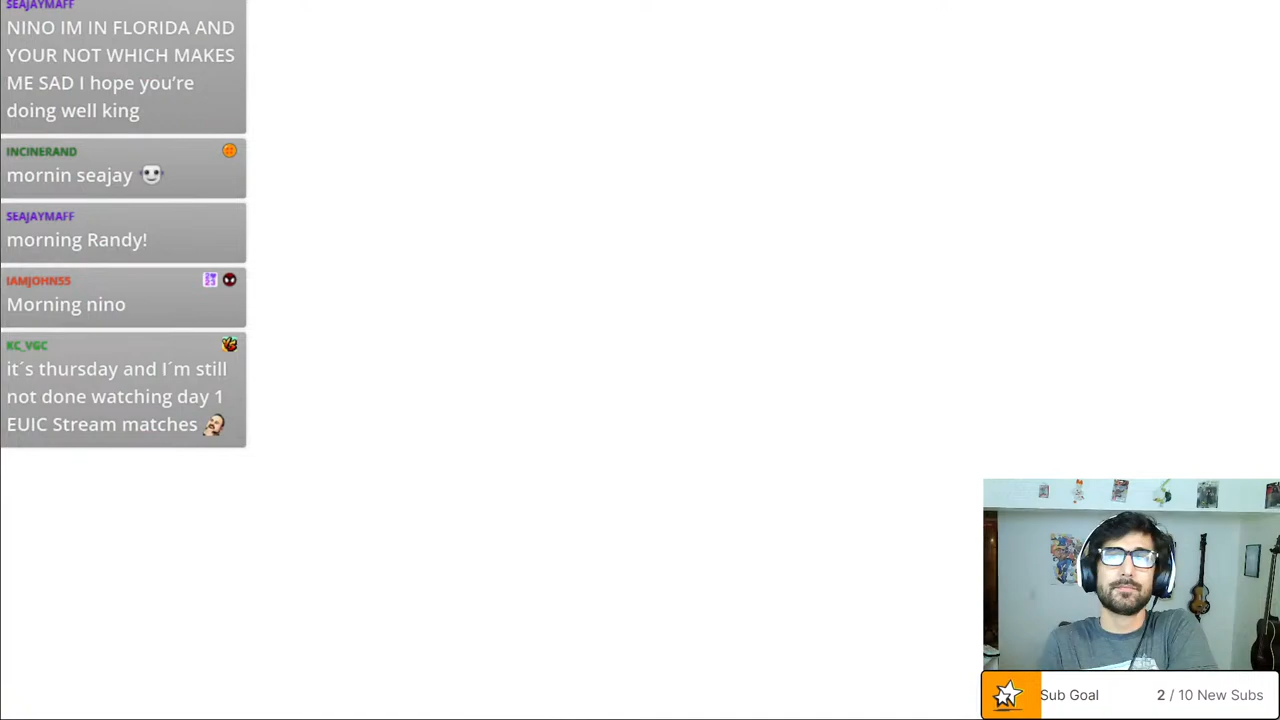 SEAJAYMAFF
NINO IM IN FLORIDA AND
YOUR NOT WHICH MAKES
ME SAD I hope you’re
doing well king
INCINERAND
mornin seajay
SEAJAYMAFF
morning Randy!
IAMJOHNSS
Morning nino
KC_VGC
it´s thursday and I´m still
not done watching day 1
EUIC Stream matches
Sub Goal 2 / 10 New Subs